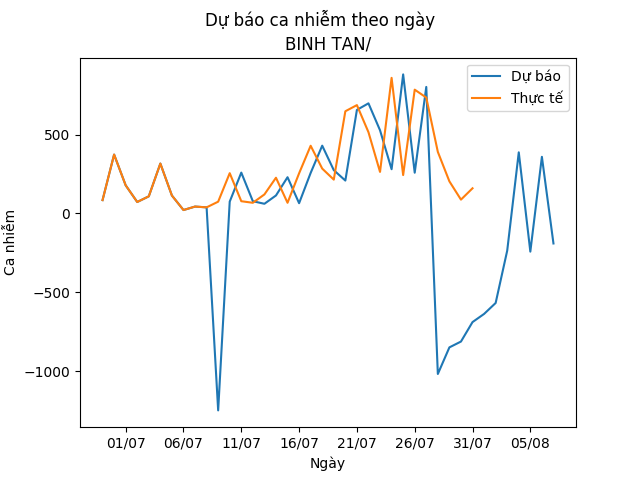 Dự báo ca nhiễm theo ngày
BINH TAN/
Dự báo
Thực tế
Ca nhiễm
500
0
−500
−1000
01/07 06/07 11/07 16/07 21/07 26/07 31/07 05/08
Ngày